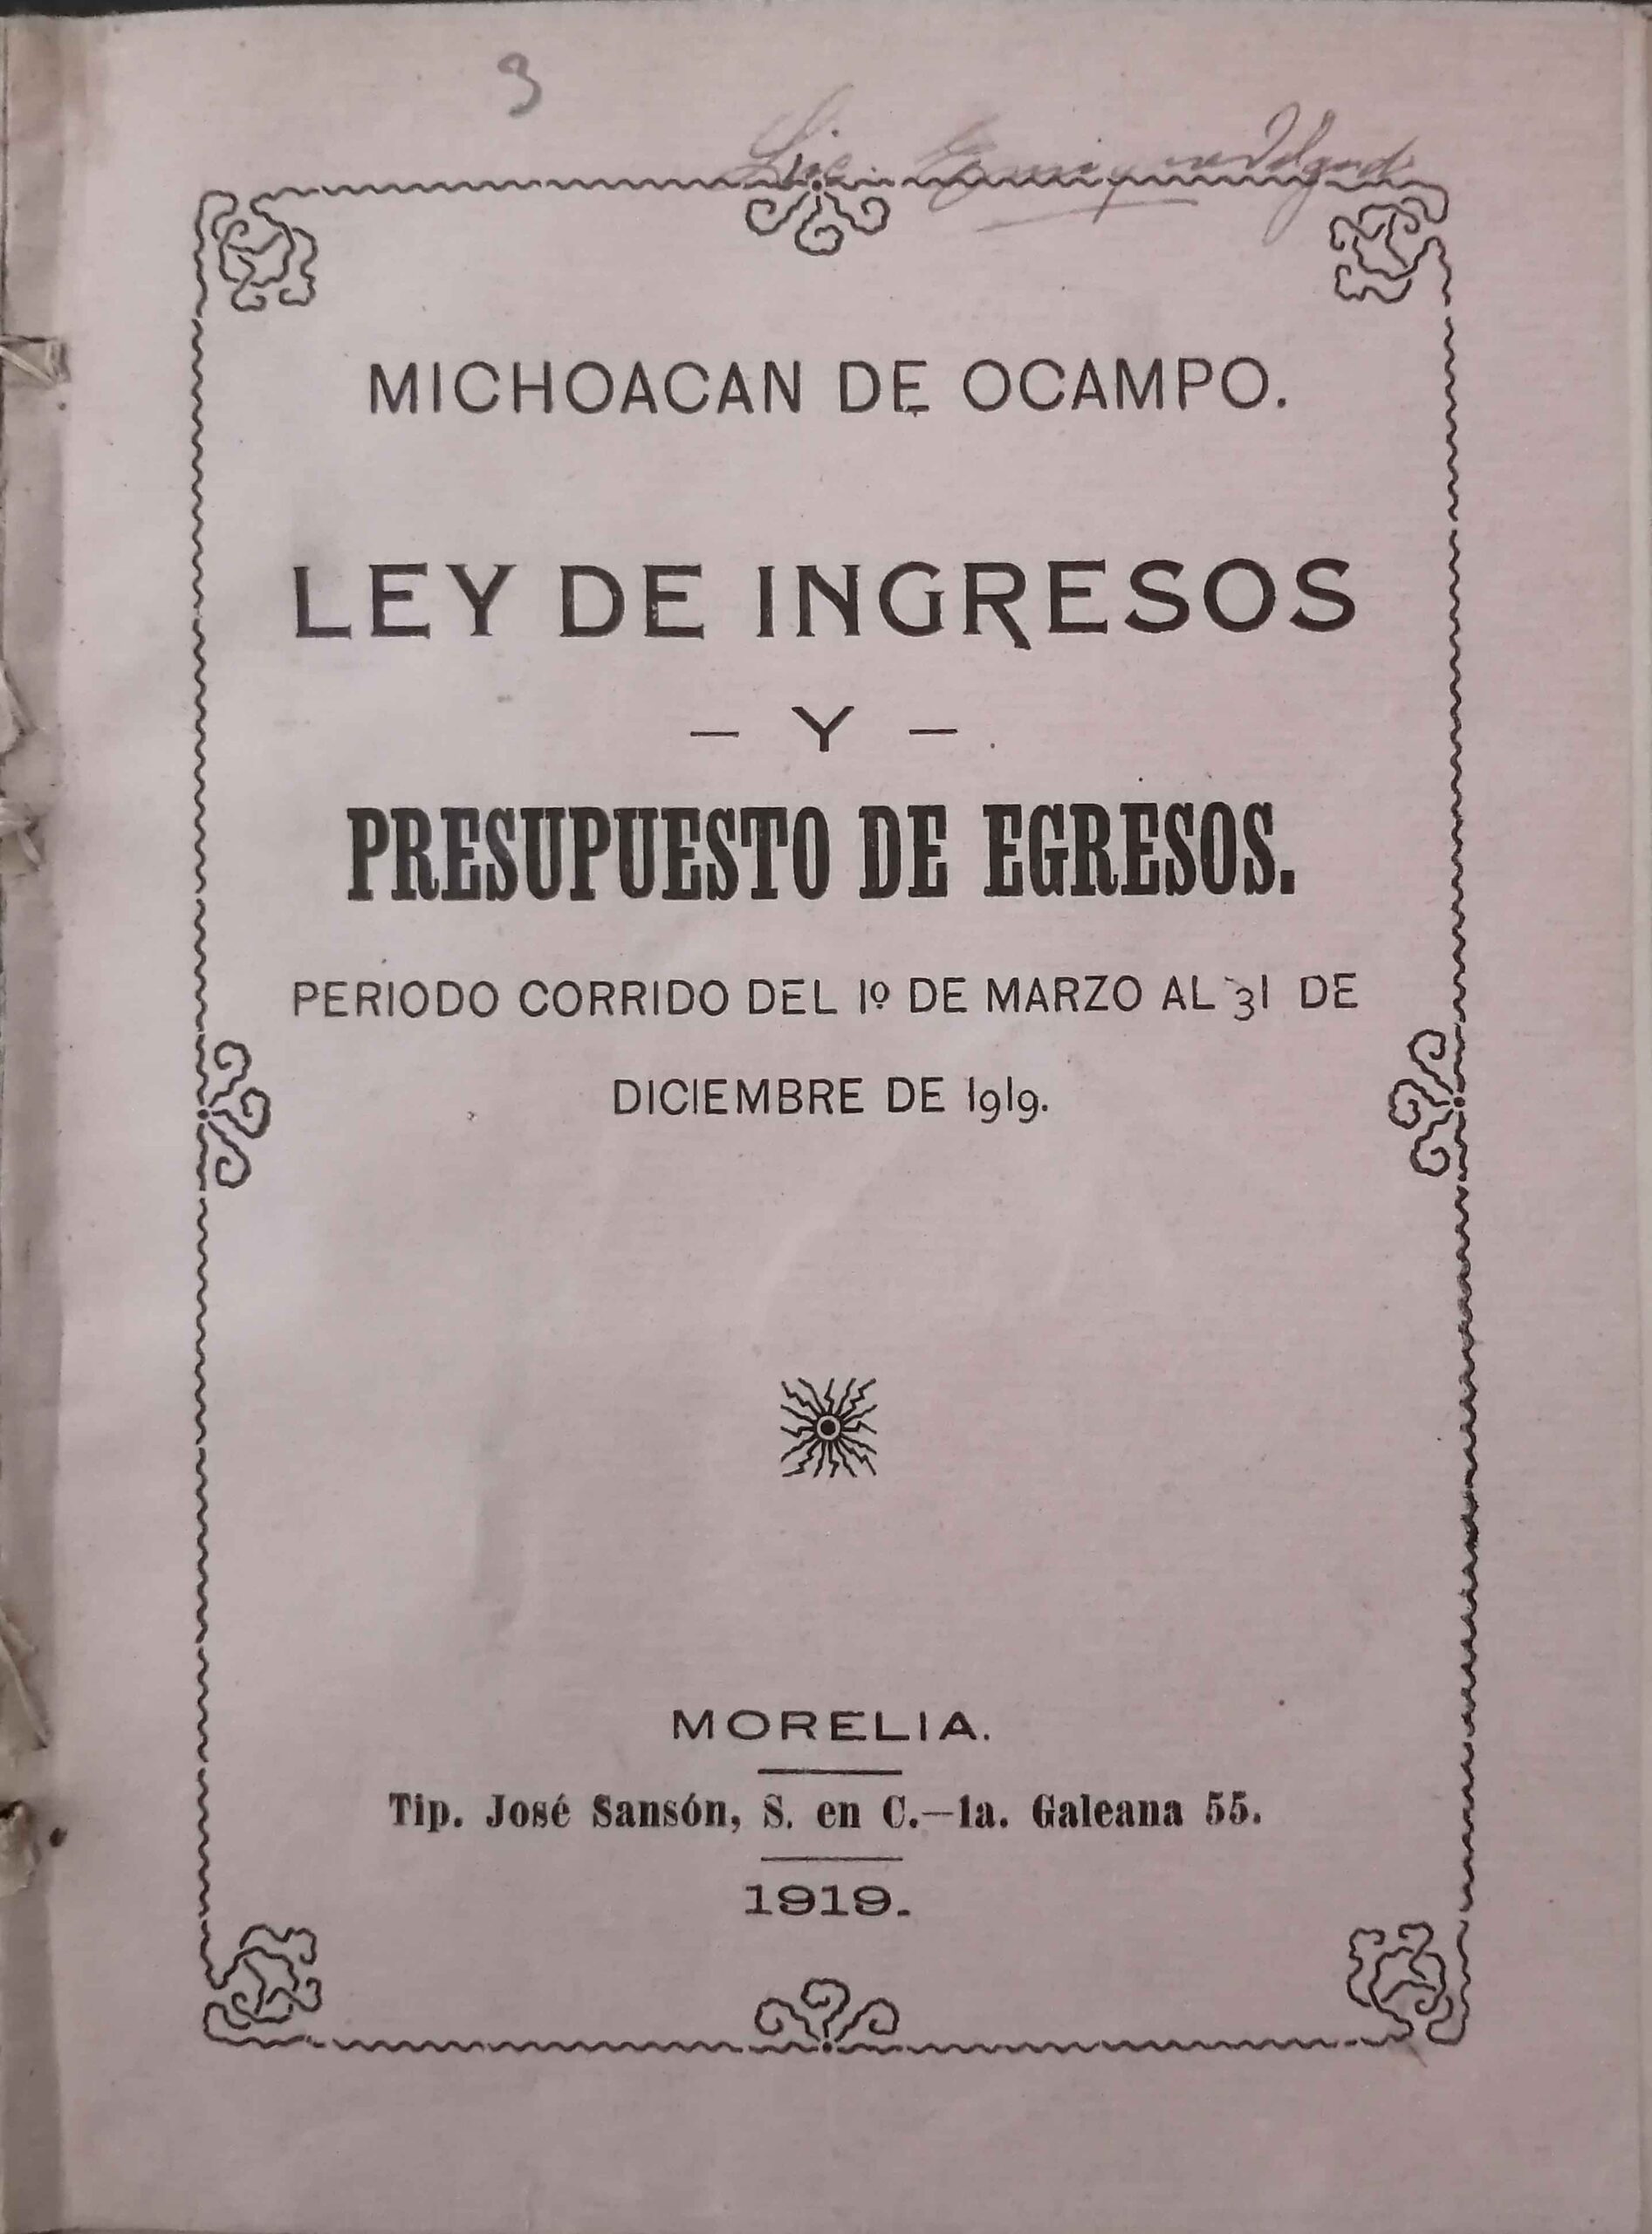 3
Lic.
MICHOACAN DE OCAMPO.
LEY DE INGRESOS
— Y —
PRESUPUESTO DE EGRESOS.
PERIODO CORRIDO DEL 1º DE MARZO AL 31 DE
DICIEMBRE DE 1919.
MORELIA.
Tip. José Sansón, S. en C.—1a. Galeana 55.
1919.